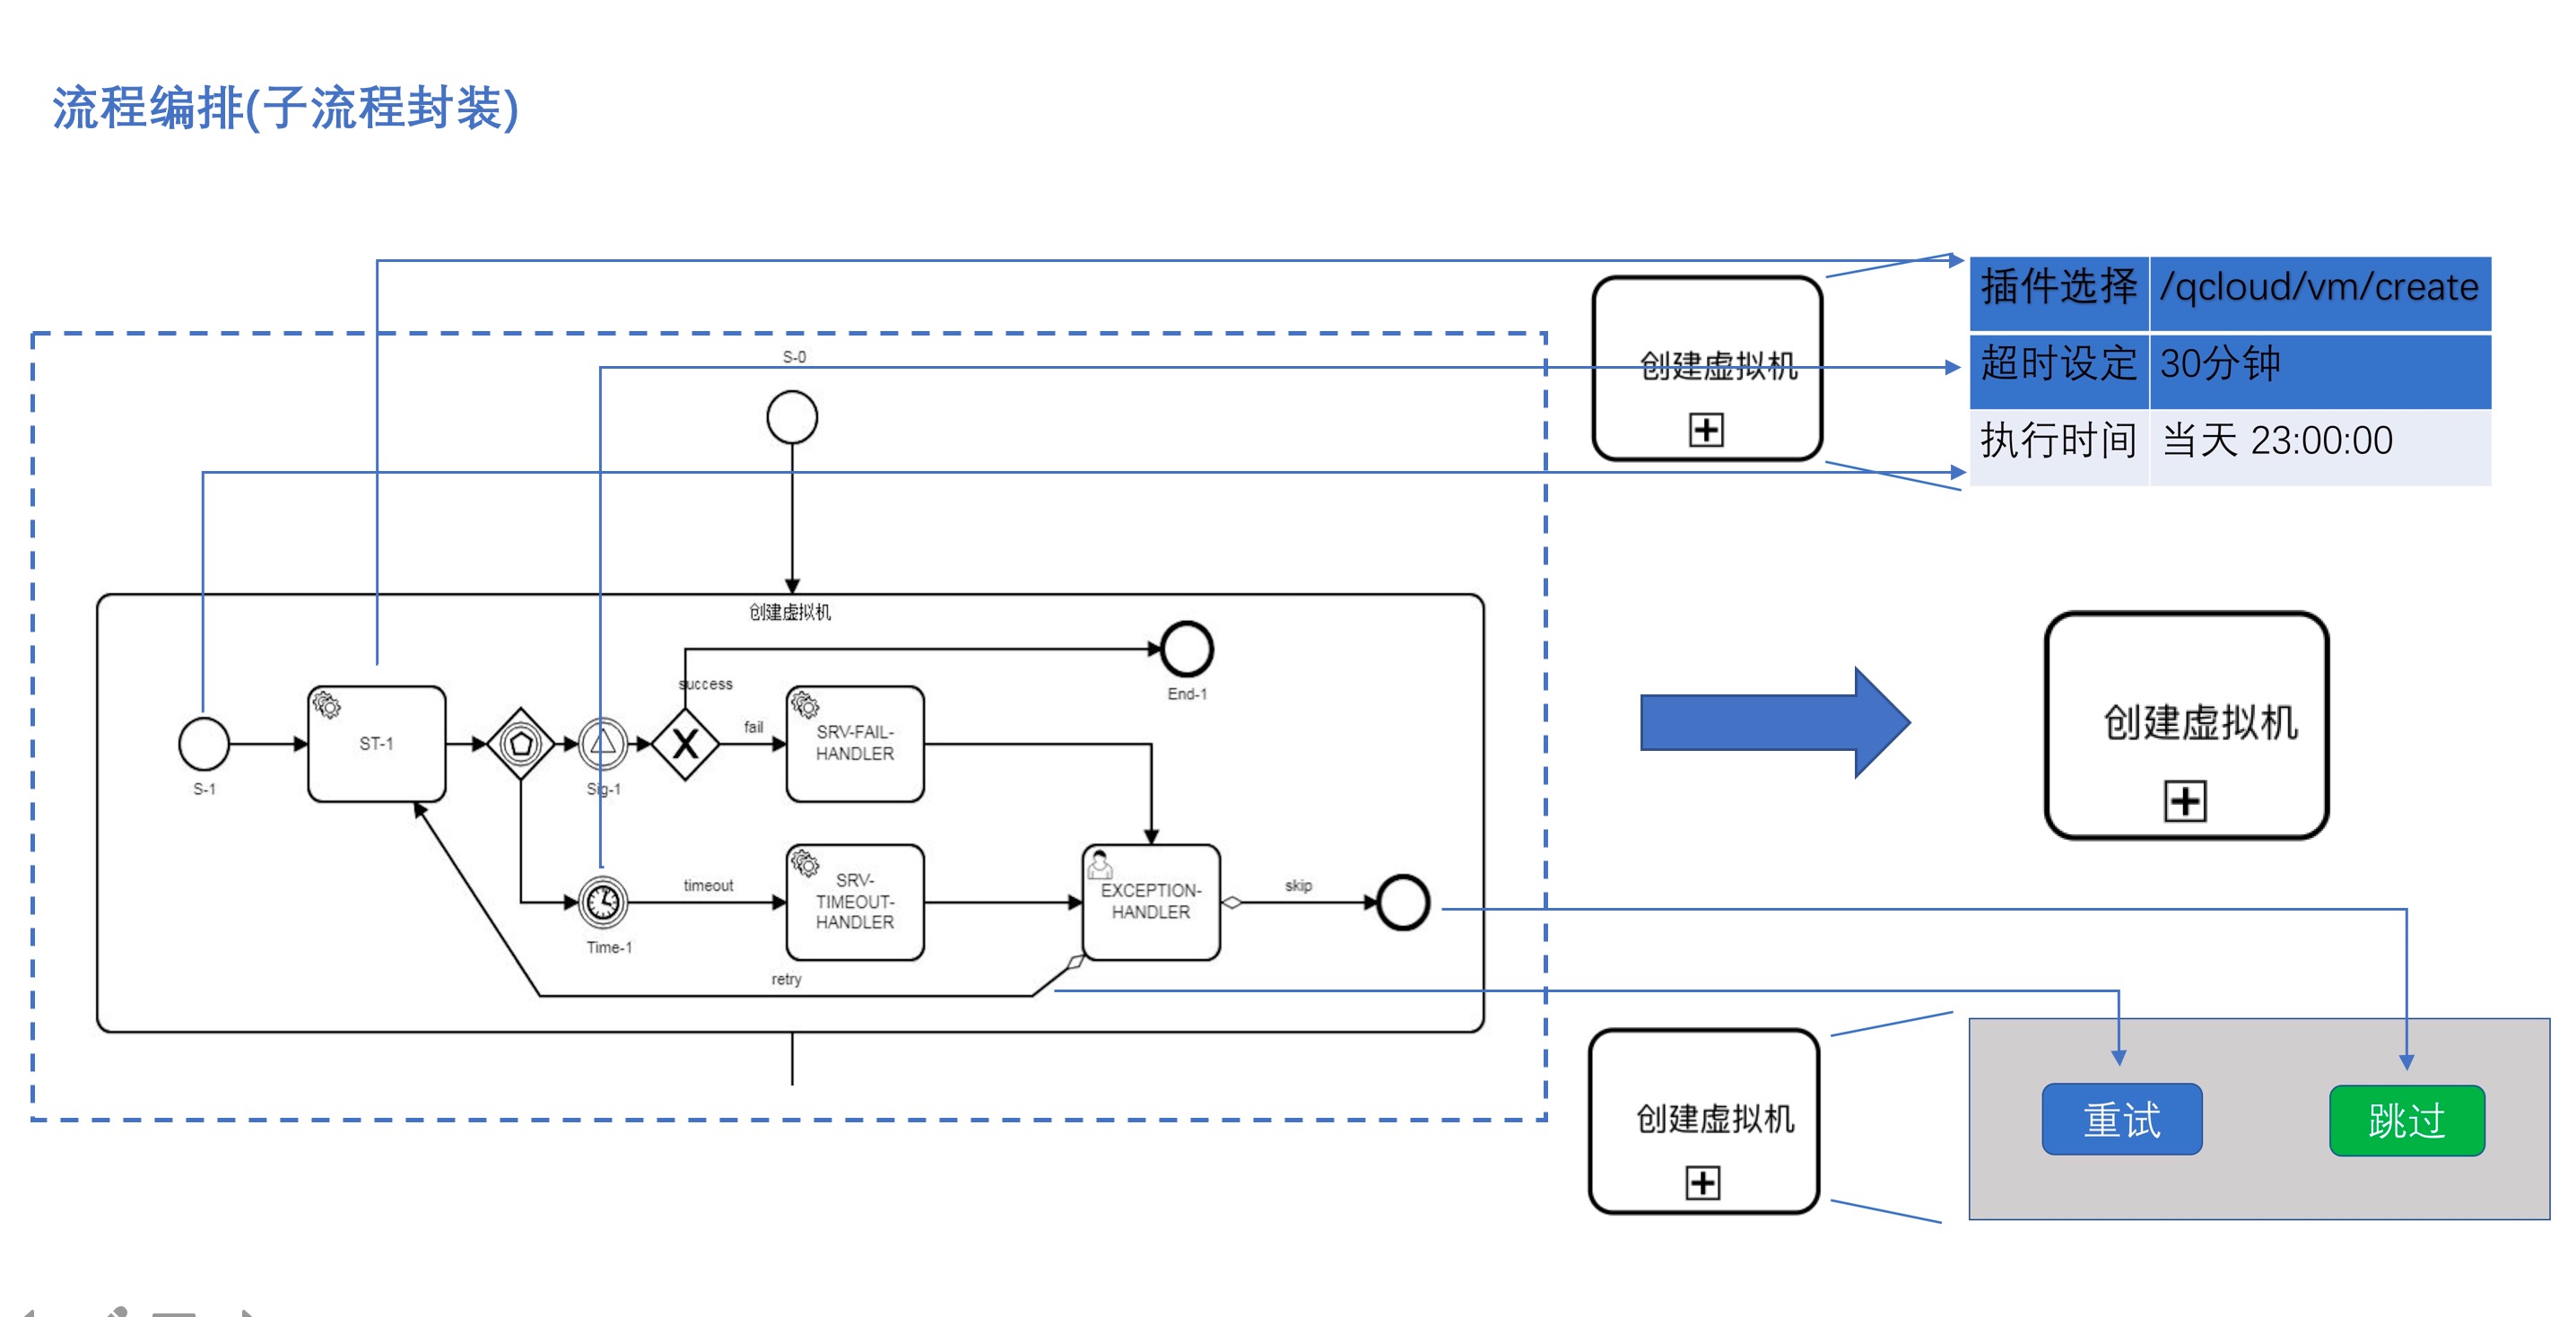 流程编排(子流程封装)
插件选择 /qcloud/vm/create
超时设定 30分钟
执行时间 当天 23:00:00
创建虚拟机
S-0
创建虚拟机
success
End-1
fail
SRV-FAIL-
HANDLER
ST-1
S-1
Sig-1
创建虚拟机
timeout
SRV-
TIMEOUT-
HANDLER
EXCEPTION-
HANDLER
skip
Time-1
retry
创建虚拟机
重试
跳过